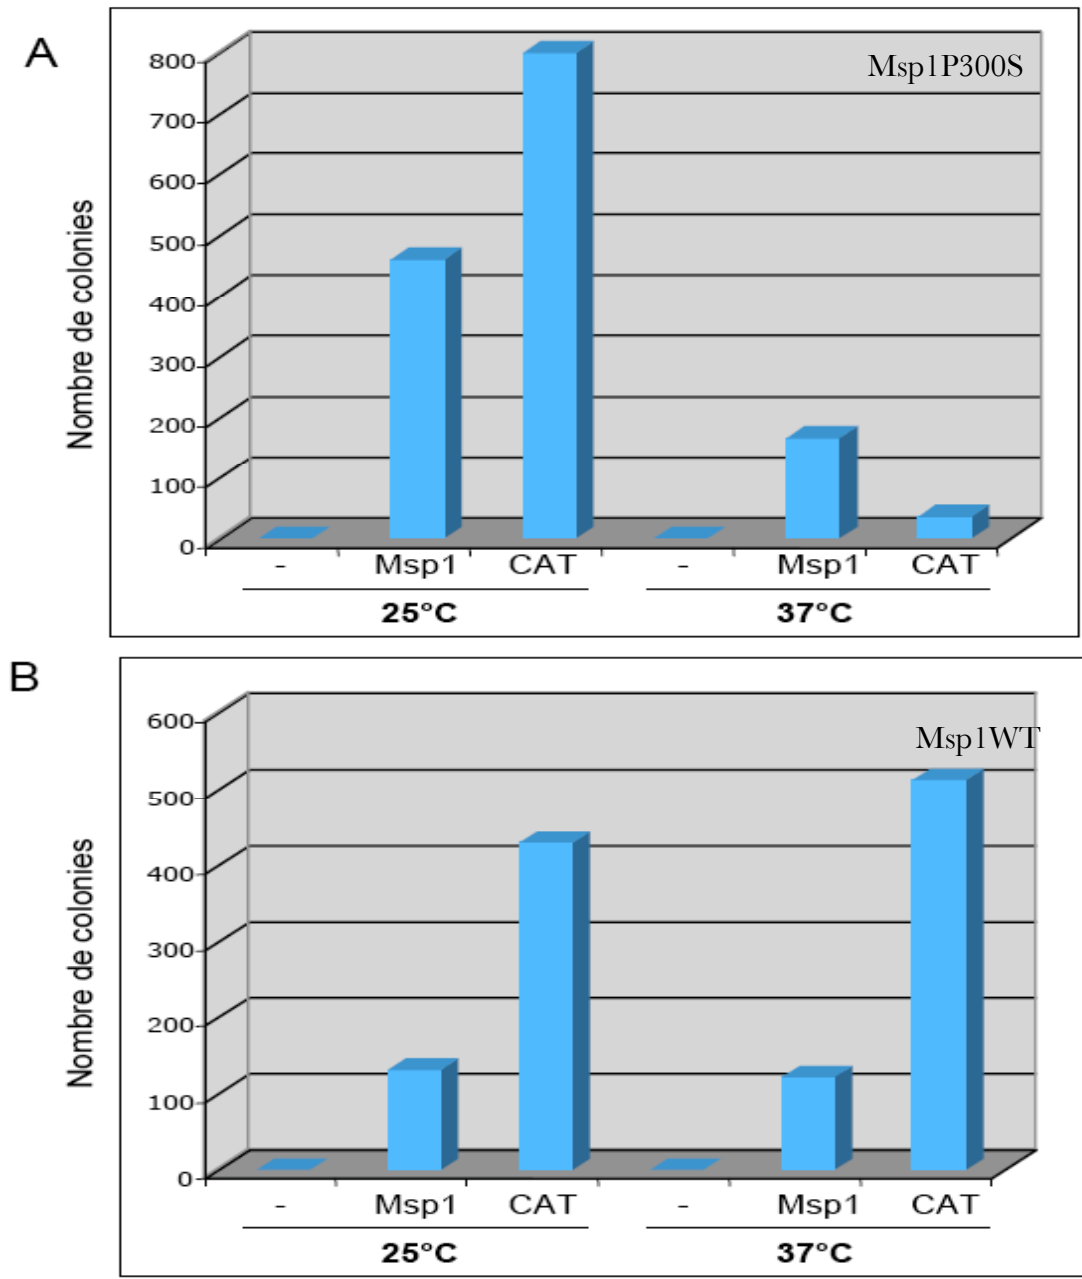 A
Msp1P300S
Nombre de colonies
800
700
600
500
400
300
200
100
0
- Msp1 CAT - Msp1 CAT
25°C 37°C
B
Msp1WT
Nombre de colonies
600
500
400
300
200
100
0
- Msp1 CAT - Msp1 CAT
25°C 37°C